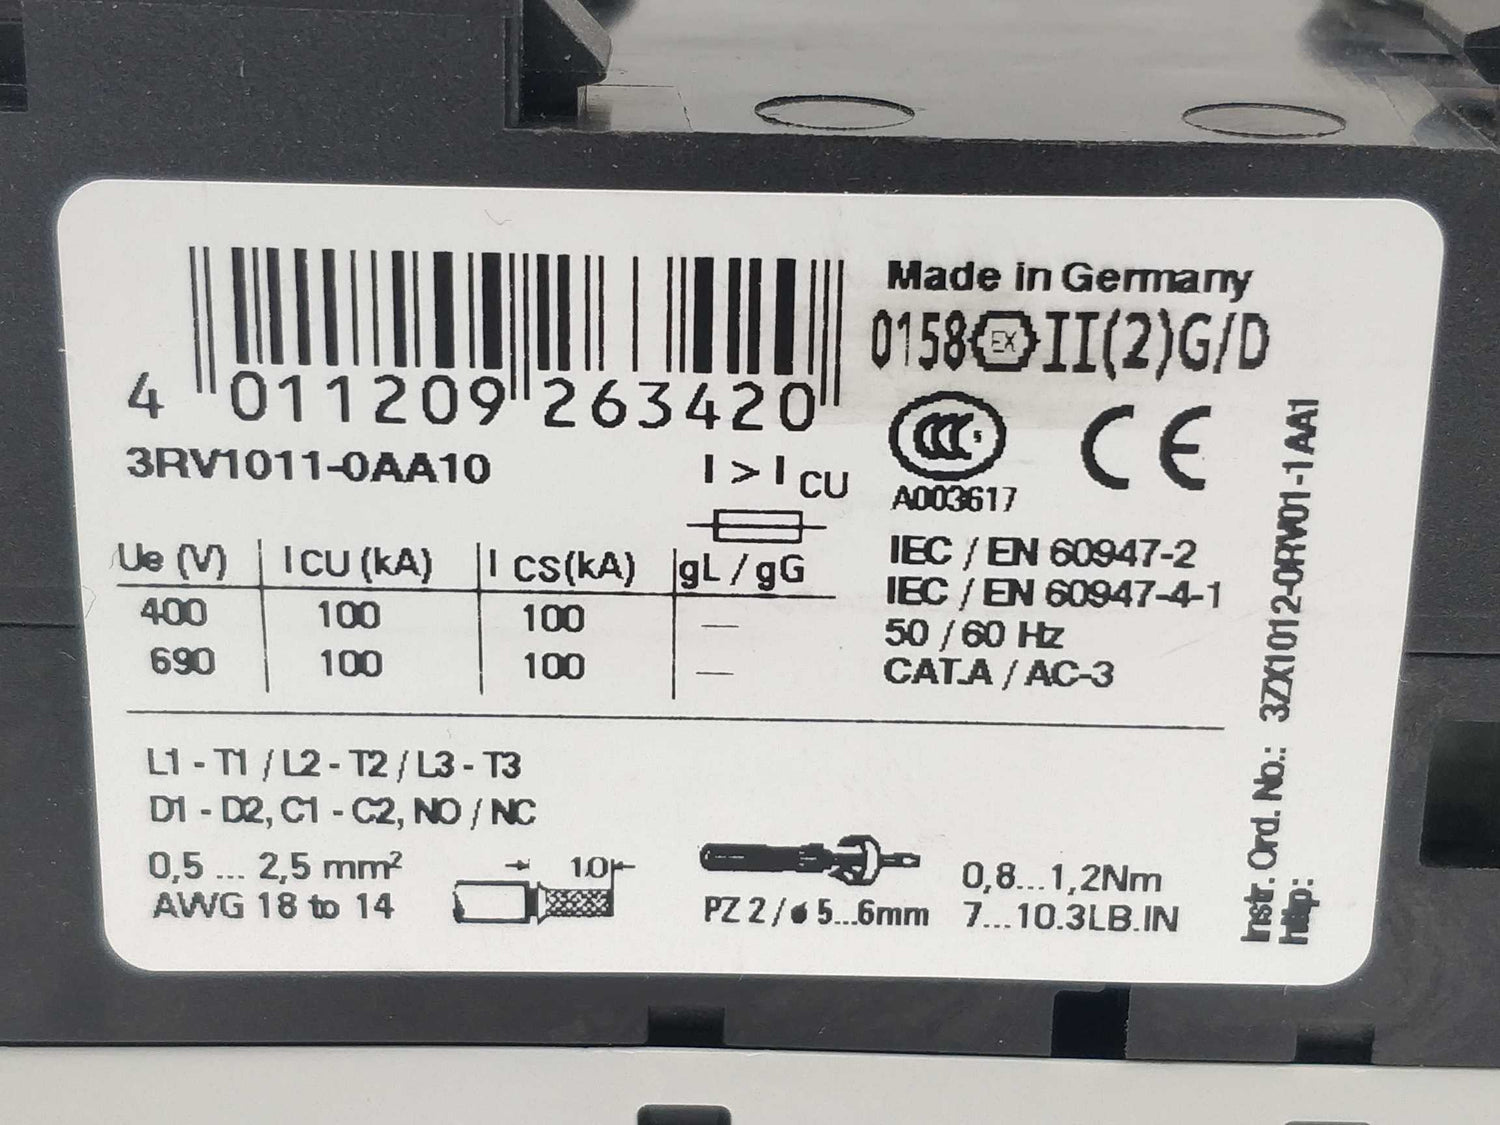 4 011209 263420
3RV1011-0AA10
I > I CU
Ue (V) I CU (kA) I CS (kA) gL / gG
400 100 100 —
690 100 100 —
Made in Germany
0158 EX II(2)G/D
CCC S CE
A003617
IEC / EN 60947-2
IEC / EN 60947-4-1
50 / 60 Hz
CAT.A / AC-3
L1 - T1 / L2 - T2 / L3 - T3
D1 - D2, C1 - C2, NO / NC
0,5 ... 2,5 mm²
AWG 18 to 14
10
PZ 2 / 5...6mm
0,8...1,2Nm
7...10.3LB.IN
Instr. Ord. No.: 3ZX1012-0RV01-1AA1
http: